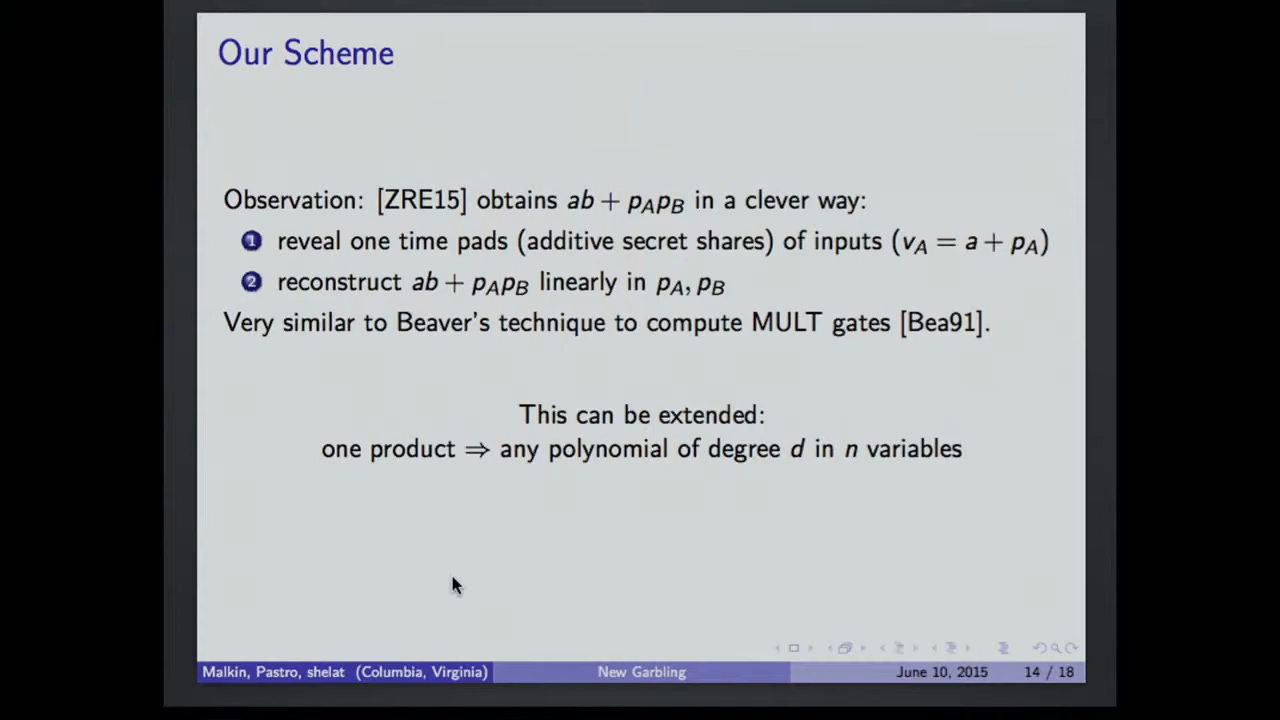 Our Scheme
Observation: [ZRE15] obtains ab + p_A p_B in a clever way:
1 reveal one time pads (additive secret shares) of inputs (v_A = a + p_A)
2 reconstruct ab + p_A p_B linearly in p_A, p_B
Very similar to Beaver's technique to compute MULT gates [Bea91].
This can be extended:
one product ⇒ any polynomial of degree d in n variables
Malkin, Pastro, shelat (Columbia, Virginia) New Garbling June 10, 2015 14 / 18